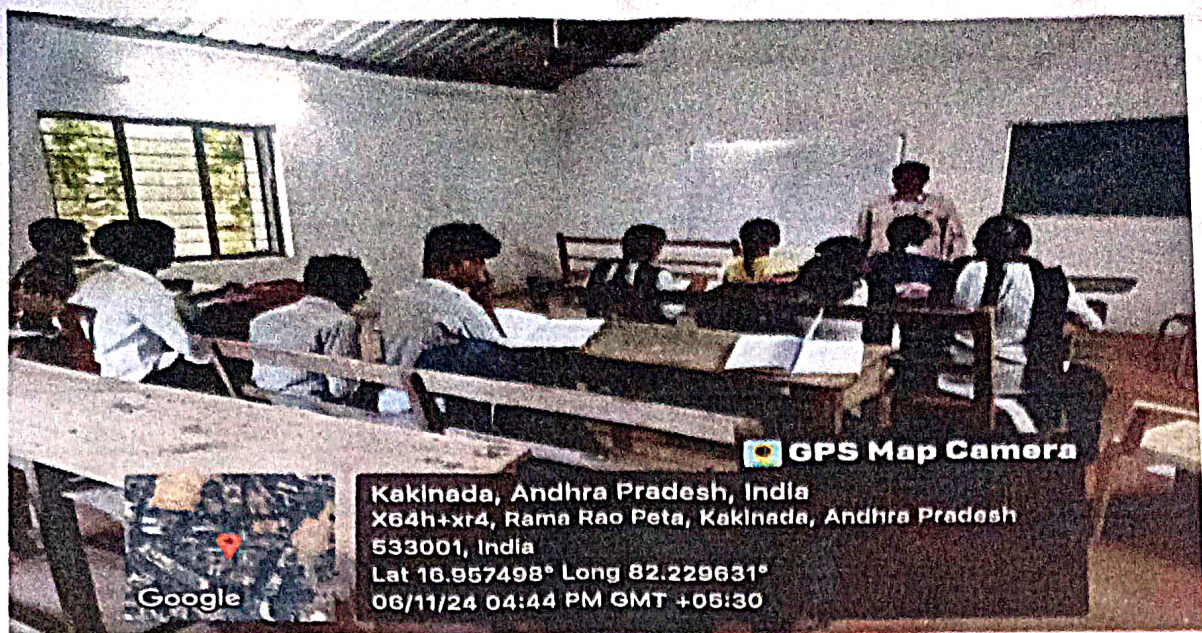 GPS Map Camera
Kakinada, Andhra Pradesh, India
X64h+xr4, Rama Rao Peta, Kakinada, Andhra Pradesh
533001, India
Lat 16.957498° Long 82.229631°
06/11/24 04:44 PM GMT +05:30
Google